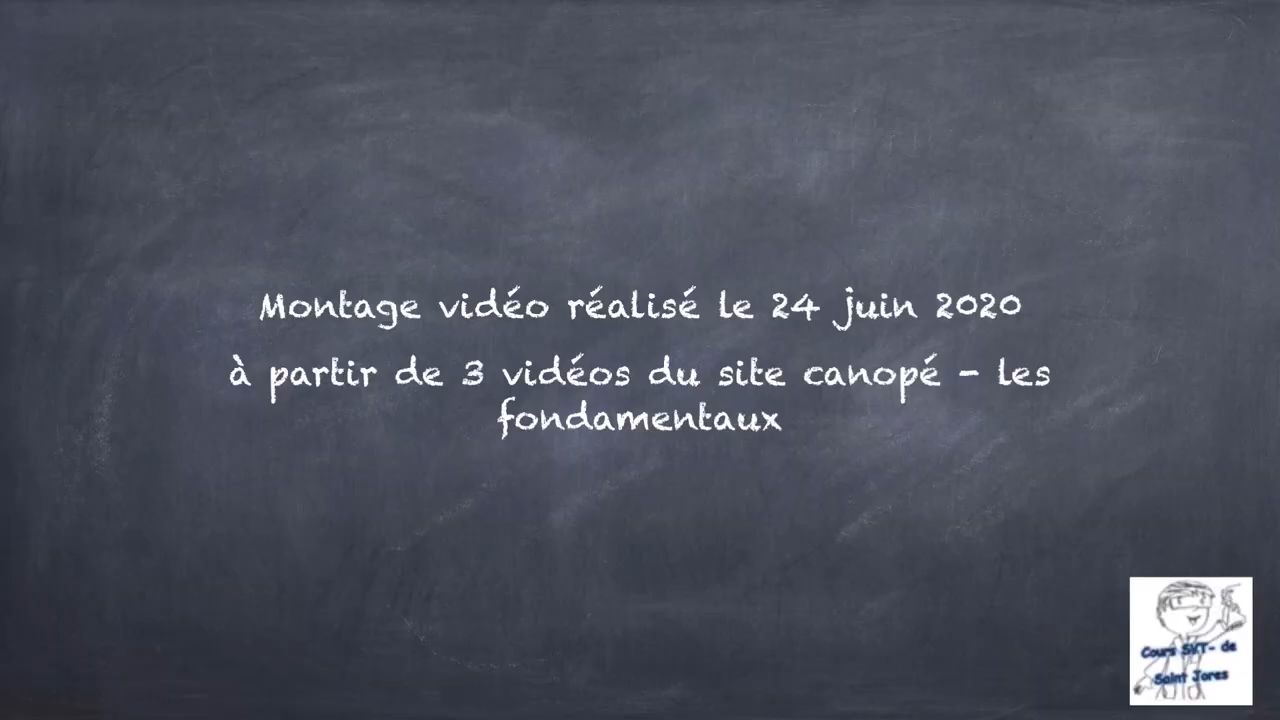 Montage vidéo réalisé le 24 juin 2020
à partir de 3 vidéos du site canopé - les
fondamentaux
Cours SVT- de
Saint Jores